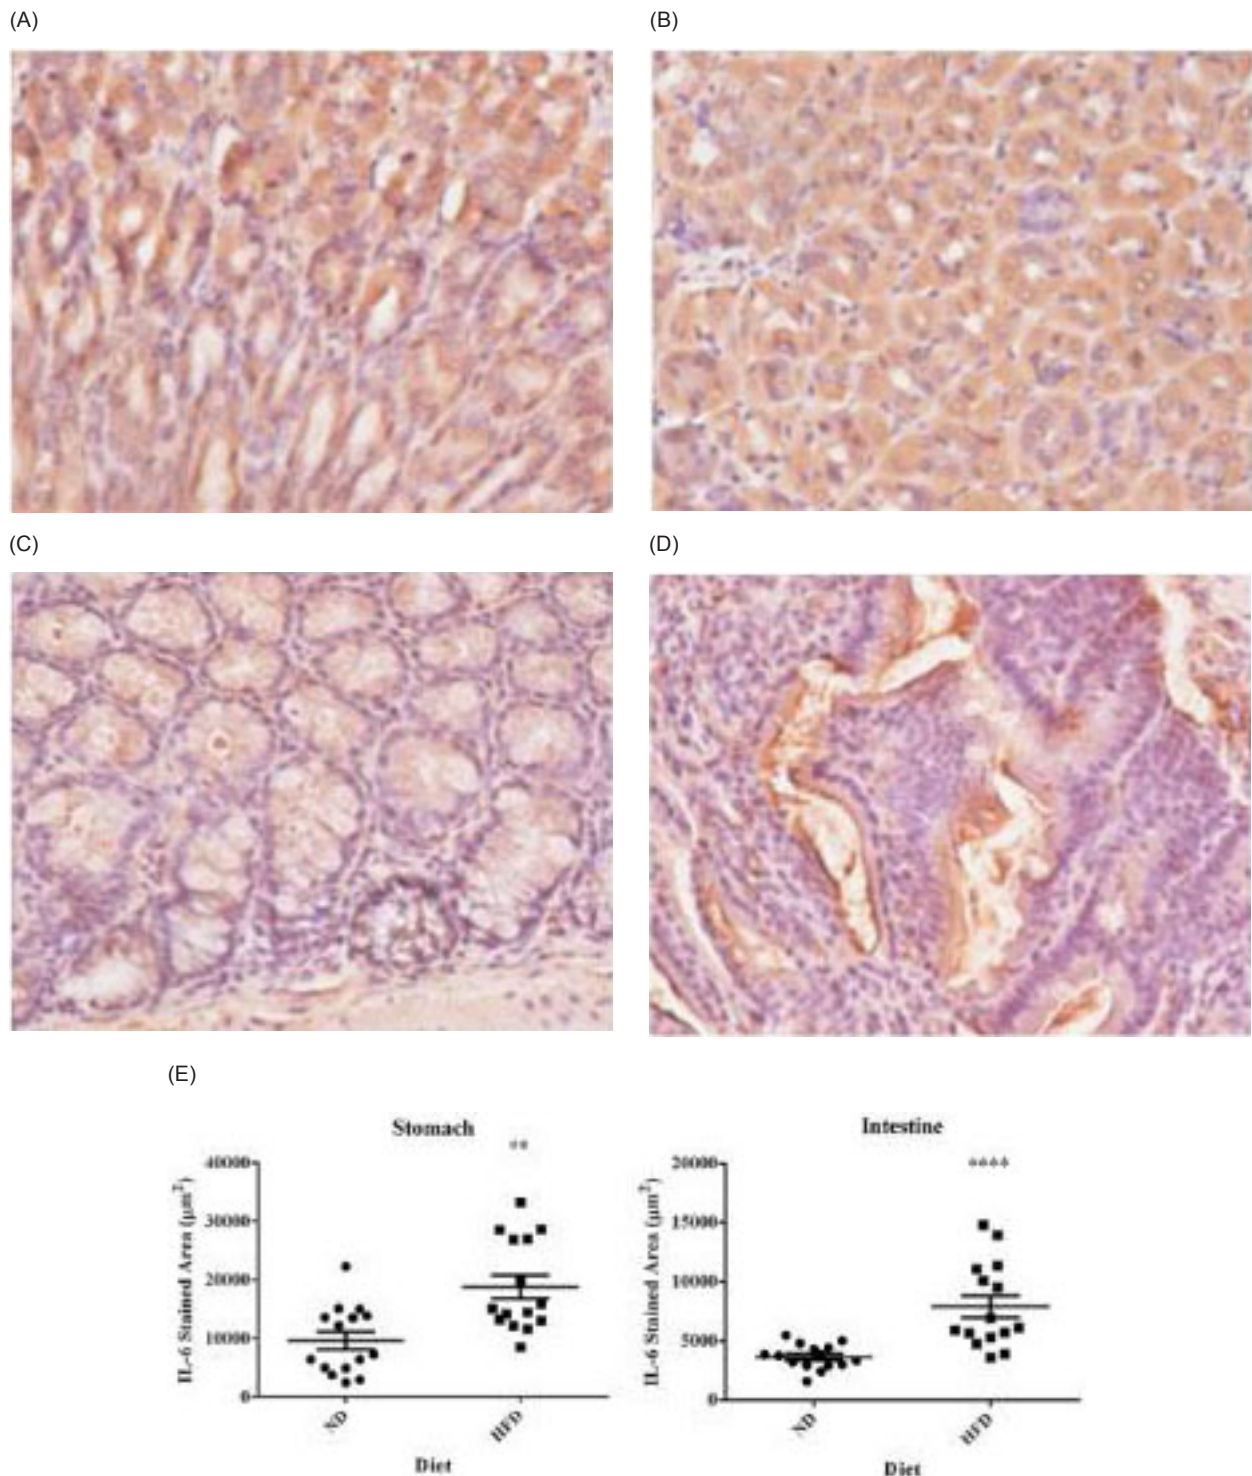 (A)
(B)
(C)
(D)
(E)
Stomach
**
IL-6 Stained Area (μm²)
40000
30000
20000
10000
0
ND
HFD
Diet
Intestine
****
IL-6 Stained Area (μm²)
20000
15000
10000
5000
0
ND
HFD
Diet